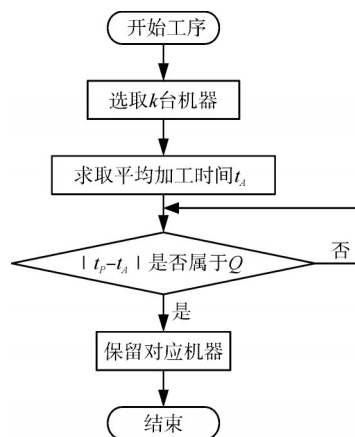 开始工序
选取k台机器
求取平均加工时间t_A
| t_P-t_A | 是否属于Q
否
是
保留对应机器
结束